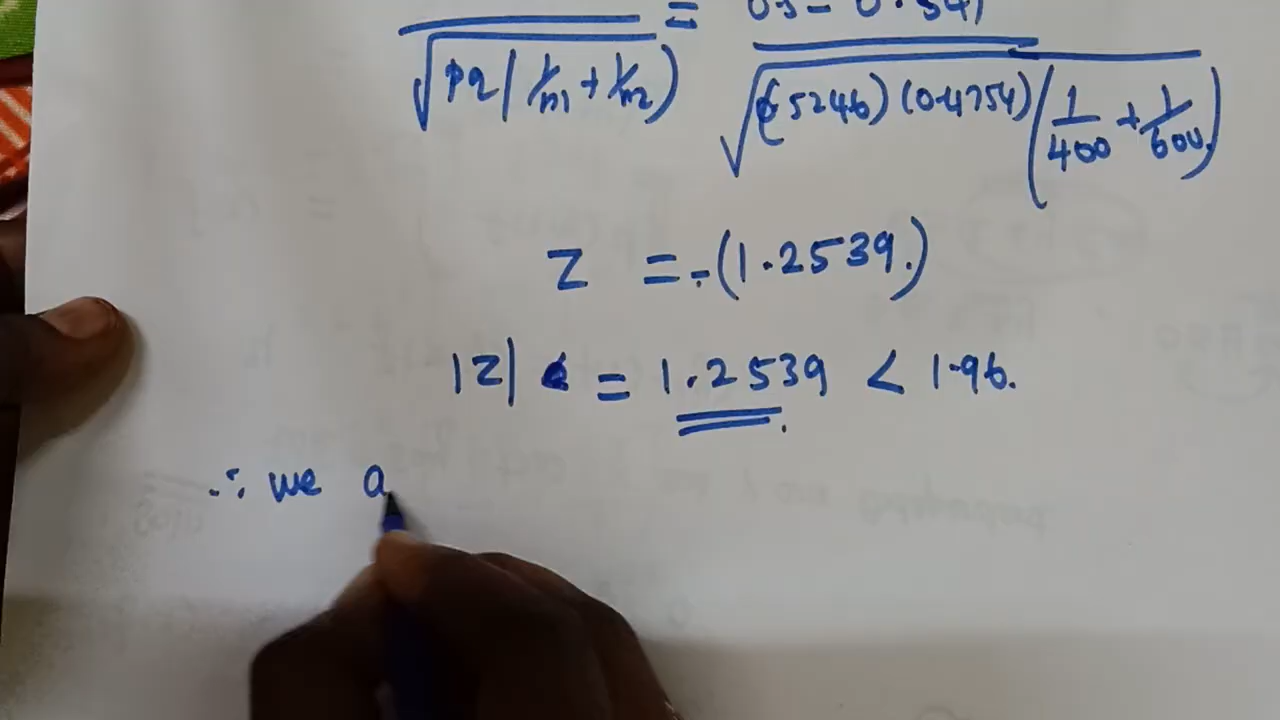 = 0.5 - 0.541
√pq(1/n1 + 1/n2) √(0.5246)(0.4754)(1/400 + 1/600)
Z = -(1.2539.)
|Z| = 1.2539 < 1.96.
∴ we a